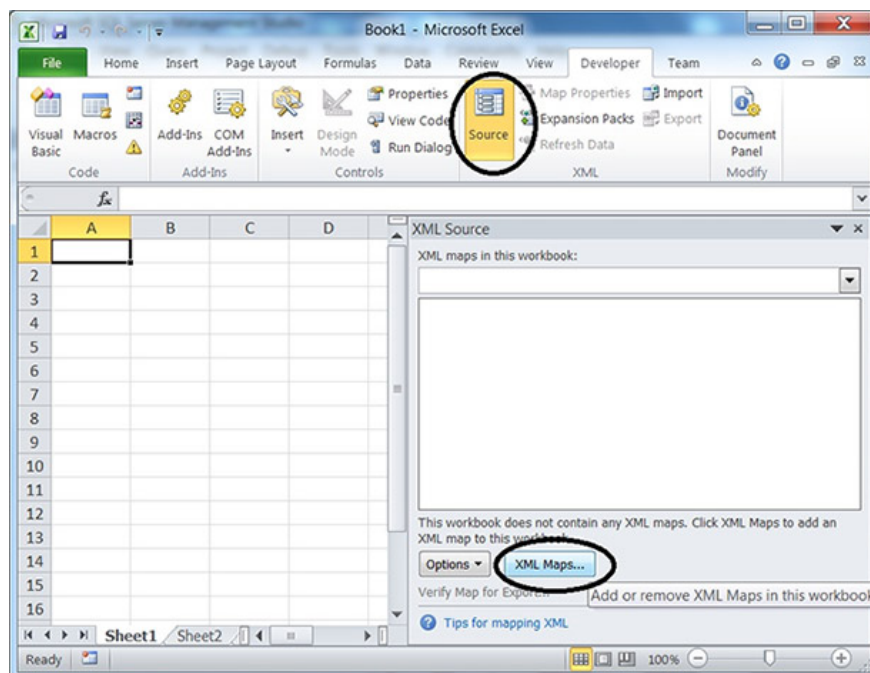 Book1 - Microsoft Excel
File Home Insert Page Layout Formulas Data Review View Developer Team
Visual Basic
Macros
Code
Add-Ins
COM Add-Ins
Add-Ins
Insert
Design Mode
Properties
View Code
Run Dialog
Controls
Source
Map Properties
Expansion Packs
Refresh Data
Import
Export
XML
Document Panel
Modify
fx
A B C D
1
2
3
4
5
6
7
8
9
10
11
12
13
14
15
16
XML Source
XML maps in this workbook:
This workbook does not contain any XML maps. Click XML Maps to add an
XML map to this workbook.
Options
XML Maps...
Verify Map for Export...
Add or remove XML Maps in this workbook
Tips for mapping XML
Sheet1 Sheet2
Ready
100%